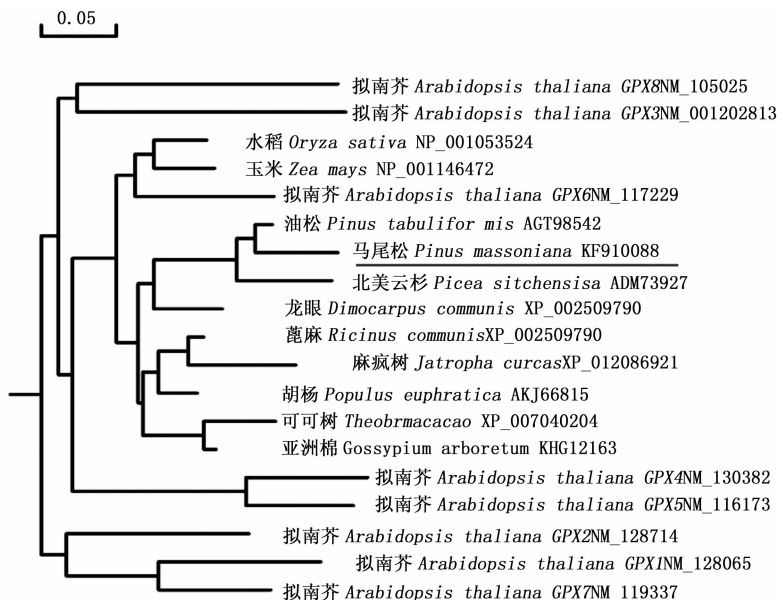 0.05
拟南芥 Arabidopsis thaliana GPX8NM_105025
拟南芥 Arabidopsis thaliana GPX3NM_001202813
水稻 Oryza sativa NP_001053524
玉米 Zea mays NP_001146472
拟南芥 Arabidopsis thaliana GPX6NM_117229
油松 Pinus tabulifor mis AGT98542
马尾松 Pinus massoniana KF910088
北美云杉 Picea sitchensisa ADM73927
龙眼 Dimocarpus communis XP_002509790
蓖麻 Ricinus communisXP_002509790
麻疯树 Jatropha curcasXP_012086921
胡杨 Populus euphratica AKJ66815
可可树 Theobrmacacao XP_007040204
亚洲棉 Gossypium arboretum KHG12163
拟南芥 Arabidopsis thaliana GPX4NM_130382
拟南芥 Arabidopsis thaliana GPX5NM_116173
拟南芥 Arabidopsis thaliana GPX2NM_128714
拟南芥 Arabidopsis thaliana GPX1NM_128065
拟南芥 Arabidopsis thaliana GPX7NM_119337